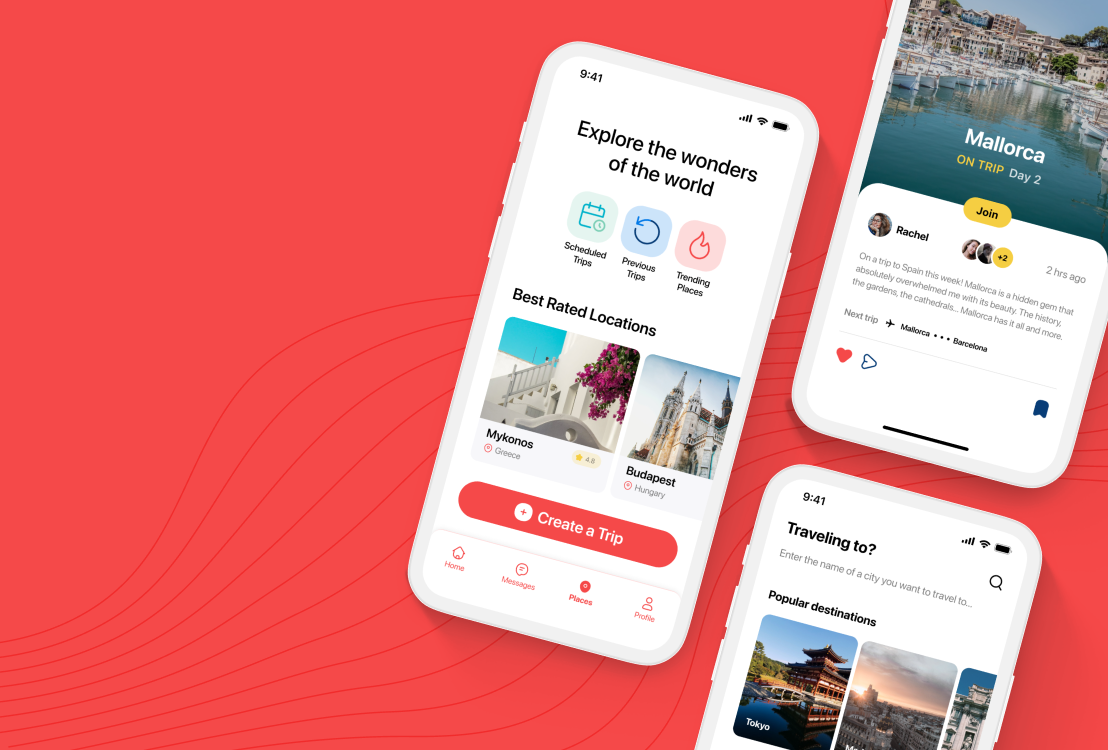 9:41
Explore the wonders
of the world
Scheduled
Trips
Previous
Trips
Trending
Places
Best Rated Locations
Mykonos
Greece
4.8
Budapest
Hungary
Create a Trip
Home
Messages
Places
Profile
Mallorca
ON TRIP Day 2
Join
Rachel
+2
2 hrs ago
On a trip to Spain this week! Mallorca is a hidden gem that
absolutely overwhelmed me with its beauty. The history,
the gardens, the cathedrals... Mallorca has it all and more.
Next trip Mallorca • • • Barcelona
9:41
Traveling to?
Enter the name of a city you want to travel to...
Popular destinations
Tokyo